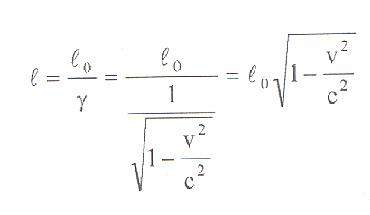 ℓ = ℓ₀/γ = ℓ₀/(1/√(1 − v²/c²)) = ℓ₀√(1 − v²/c²)